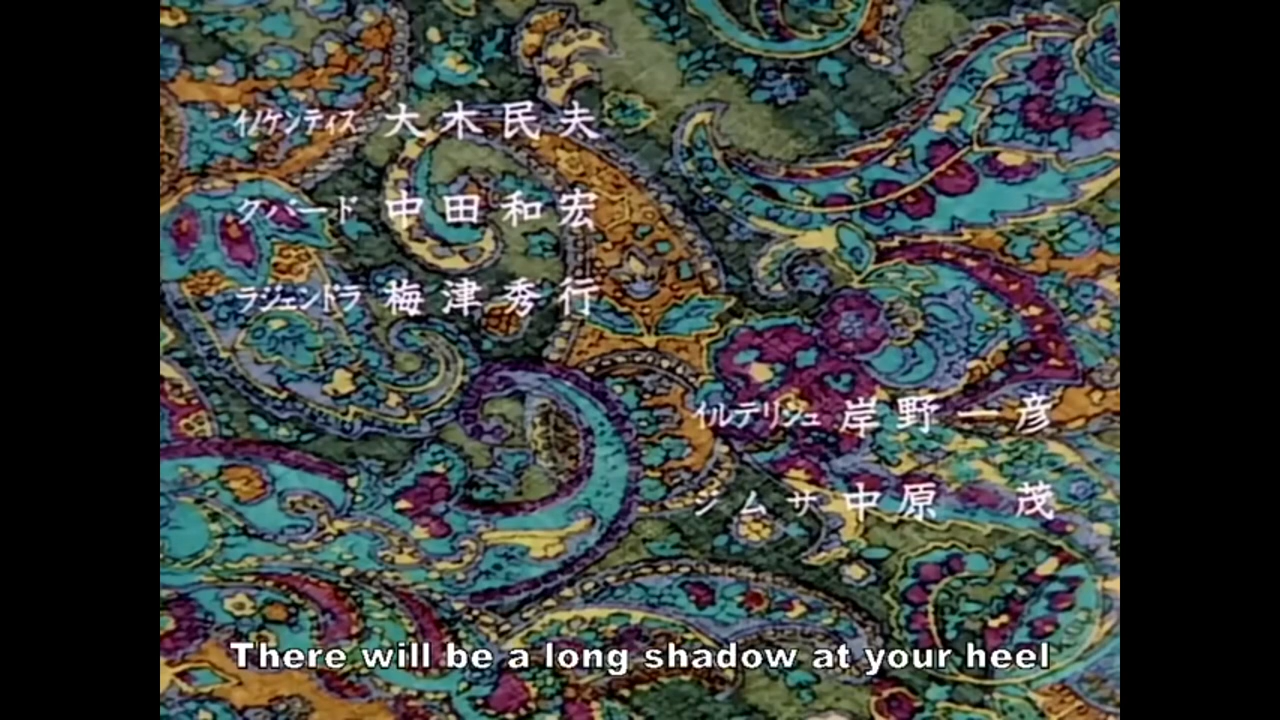 イノケンティス 大木民夫
クバード 中田和宏
ラジェンドラ 梅津秀行
イルテリシュ 岸野一彦
ジムサ 中原 茂
There will be a long shadow at your heel